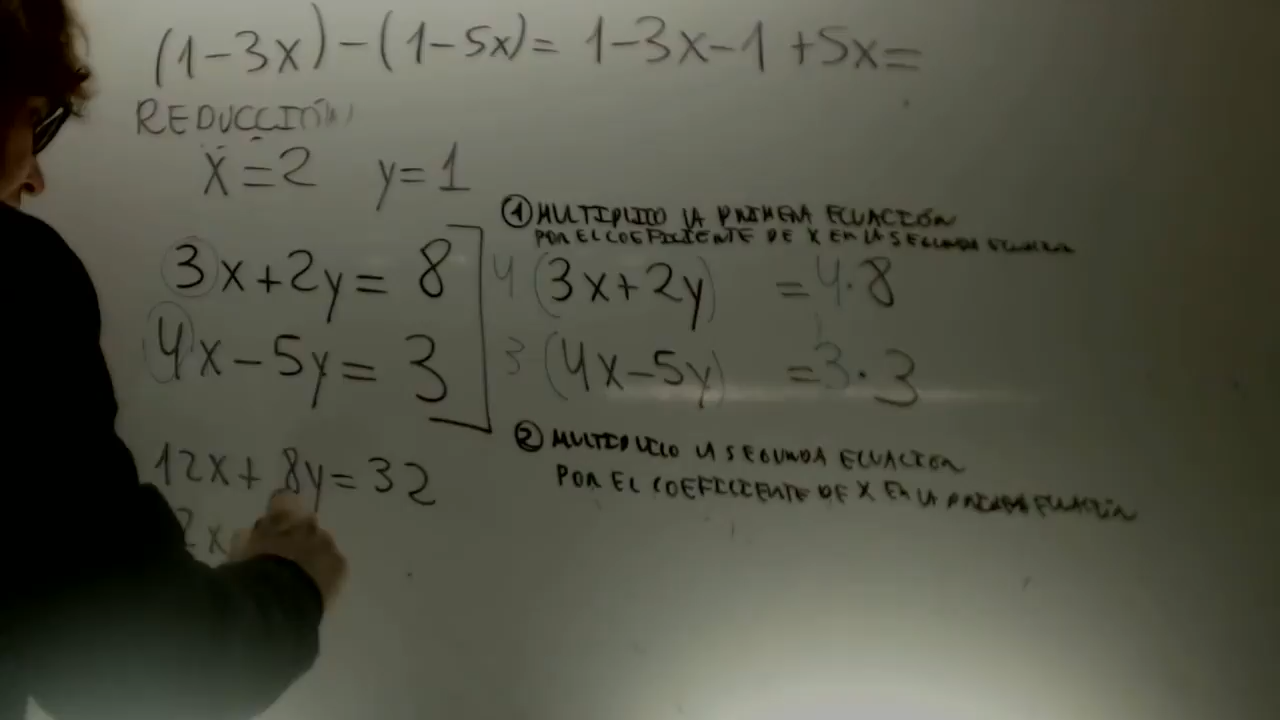 (1-3x)-(1-5x)= 1-3x-1+5x=
REDUCCIÓN
x=2 y=1
① MULTIPLICO LA PRIMERA ECUACIÓN
POR EL COEFICIENTE DE X EN LA SEGUNDA ECUACIÓN
3x+2y=8 4(3x+2y) =4·8
4x-5y=3 3(4x-5y) =3·3
② MULTIPLICO LA SEGUNDA ECUACIÓN
POR EL COEFICIENTE DE X EN LA PRIMERA ECUACIÓN
12x+8y=32
2x